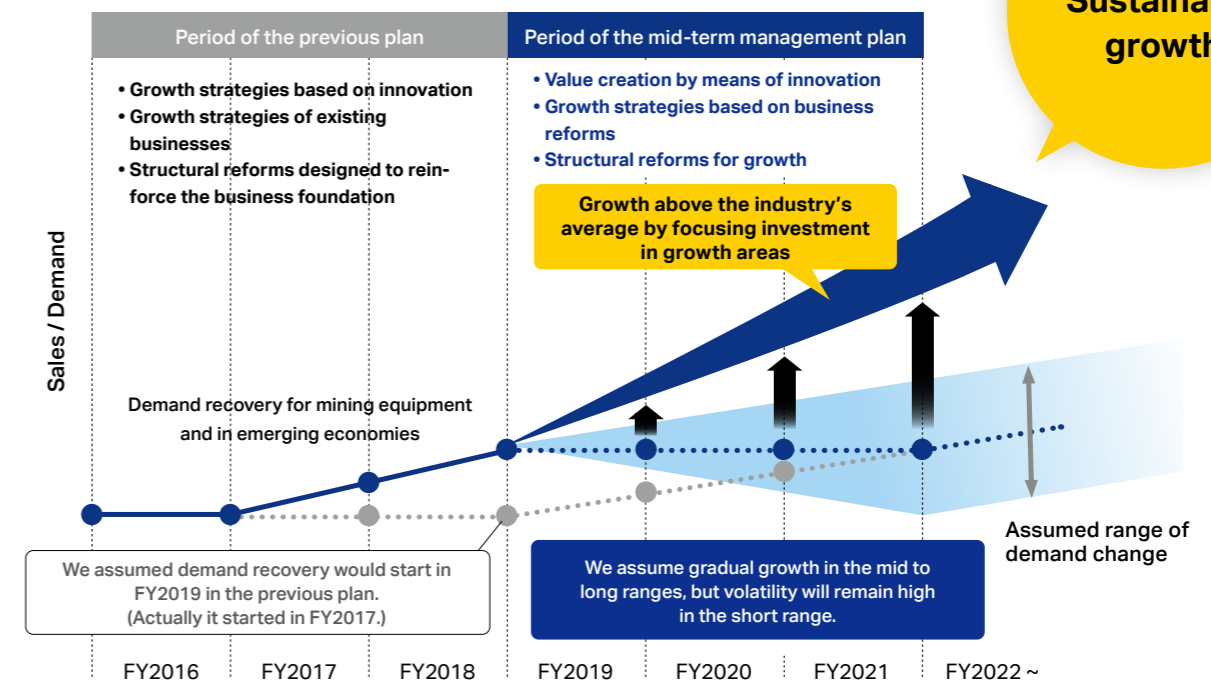 Sustaina
growth
Period of the previous plan
Period of the mid-term management plan
• Growth strategies based on innovation
• Growth strategies of existing
businesses
• Structural reforms designed to rein-
force the business foundation
• Value creation by means of innovation
• Growth strategies based on business
reforms
• Structural reforms for growth
Growth above the industry's
average by focusing investment
in growth areas
Sales / Demand
Demand recovery for mining equipment
and in emerging economies
Assumed range of
demand change
We assumed demand recovery would start in
FY2019 in the previous plan.
(Actually it started in FY2017.)
We assume gradual growth in the mid to
long ranges, but volatility will remain high
in the short range.
FY2016
FY2017
FY2018
FY2019
FY2020
FY2021
FY2022 ~